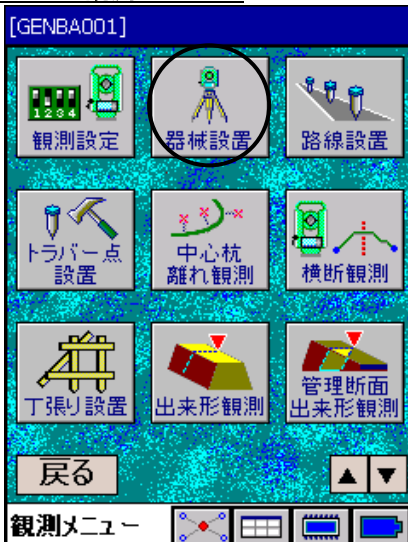 [GENBA001]
1234
観測設定
器械設置
路線設置
トラバー点
設置
中心杭
離れ観測
横断観測
丁張り設置
出来形観測
管理断面
出来形観測
戻る
観測メニュー